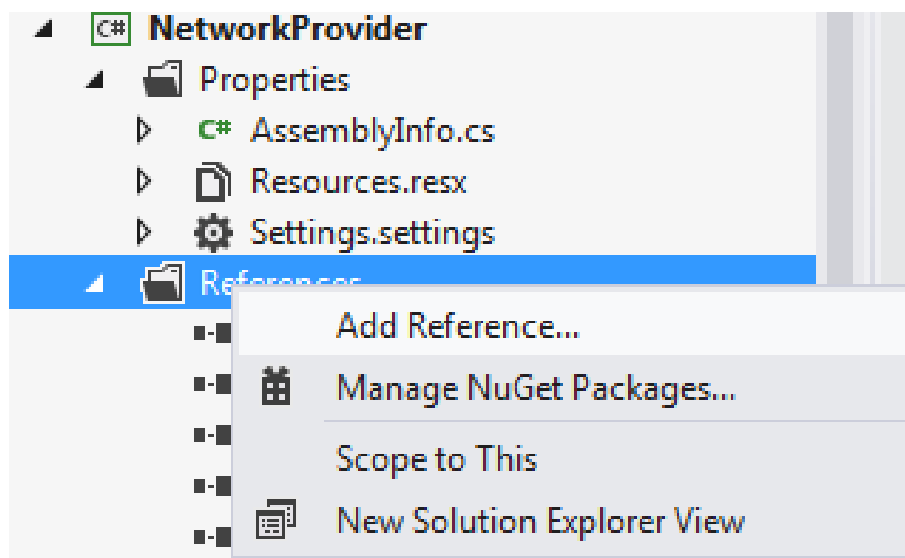 C# NetworkProvider
Properties
C# AssemblyInfo.cs
Resources.resx
Settings.settings
References
Add Reference...
Manage NuGet Packages...
Scope to This
New Solution Explorer View